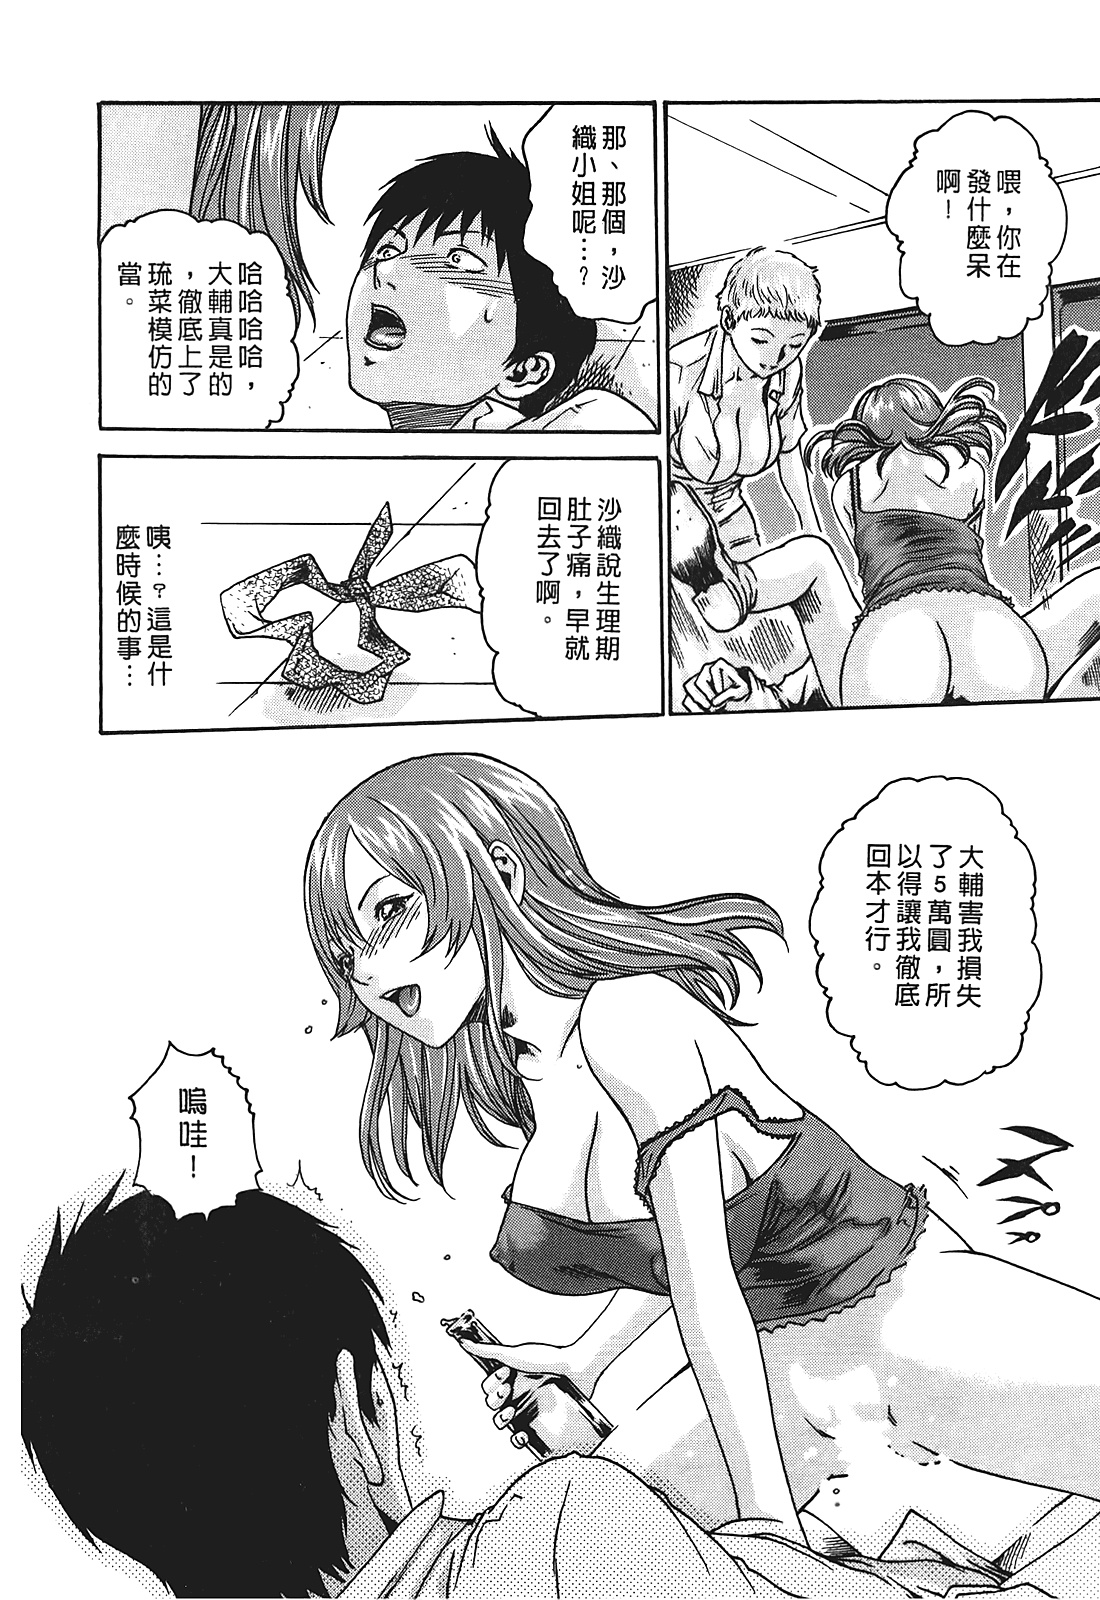 喂，你在
發什麼呆
啊！
那、那個，沙
織小姐呢…？
哈哈哈哈，
大輔真是的
，徹底上了
琉菜模仿的
當。
沙織說生理期
肚子痛，早就
回去了啊。
咦…？這是什
麼時候的事…
大輔害我損失
了5萬圓，所
以得讓我徹底
回本才行。
嗚哇！